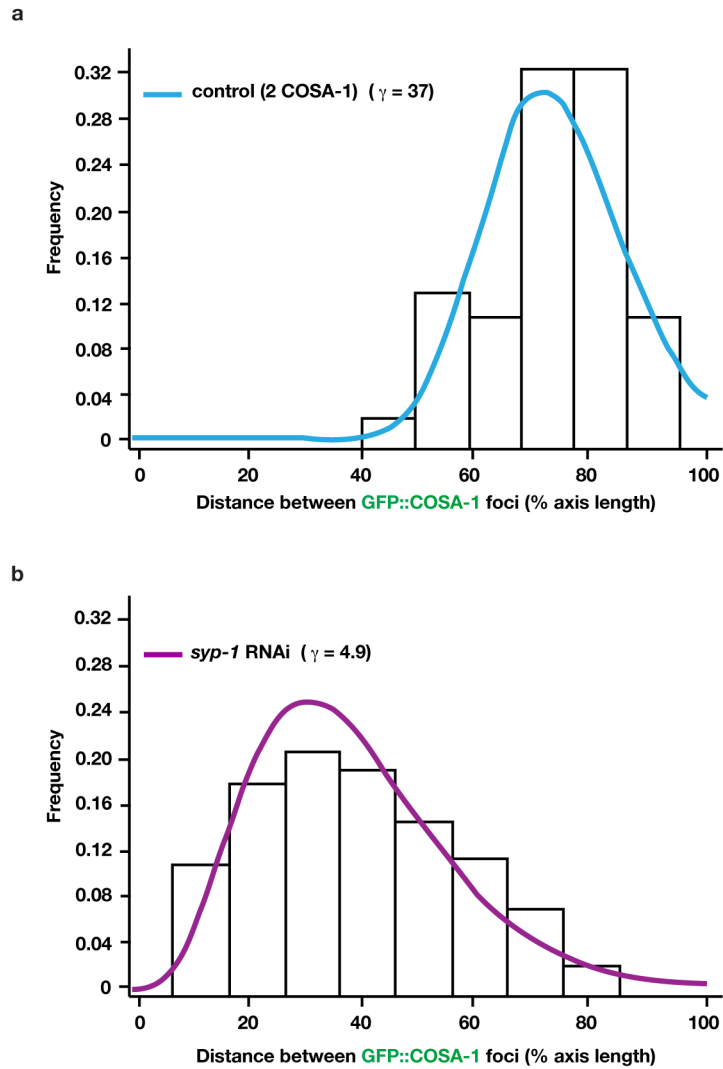 a
0.32
0.28
0.24
0.20
0.16
0.12
0.08
0.04
0
Frequency
control (2 COSA-1) ( γ = 37)
0 20 40 60 80 100
Distance between GFP::COSA-1 foci (% axis length)
b
0.32
0.28
0.24
0.20
0.16
0.12
0.08
0.04
0
Frequency
syp-1 RNAi ( γ = 4.9)
0 20 40 60 80 100
Distance between GFP::COSA-1 foci (% axis length)